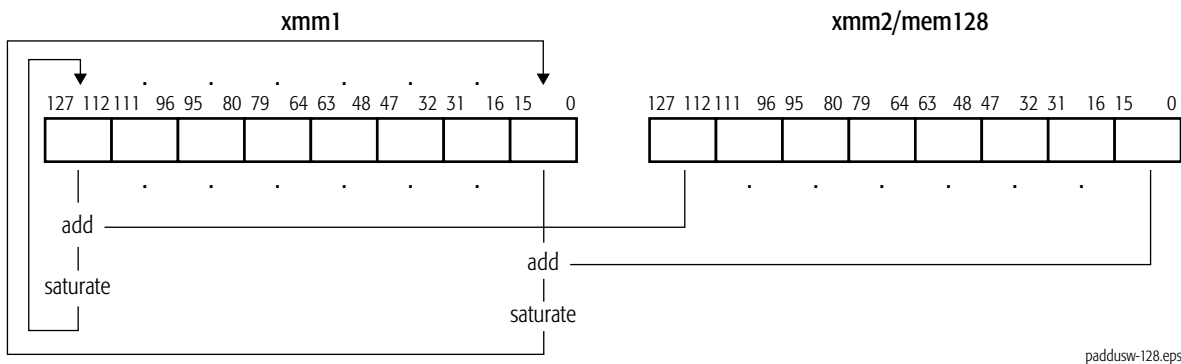 xmm1 xmm2/mem128
. . . . . .
127 112 111 96 95 80 79 64 63 48 47 32 31 16 15 0 127 112 111 96 95 80 79 64 63 48 47 32 31 16 15 0
. . . . . . . . . . . .
add
add
saturate
saturate
paddusw-128.eps